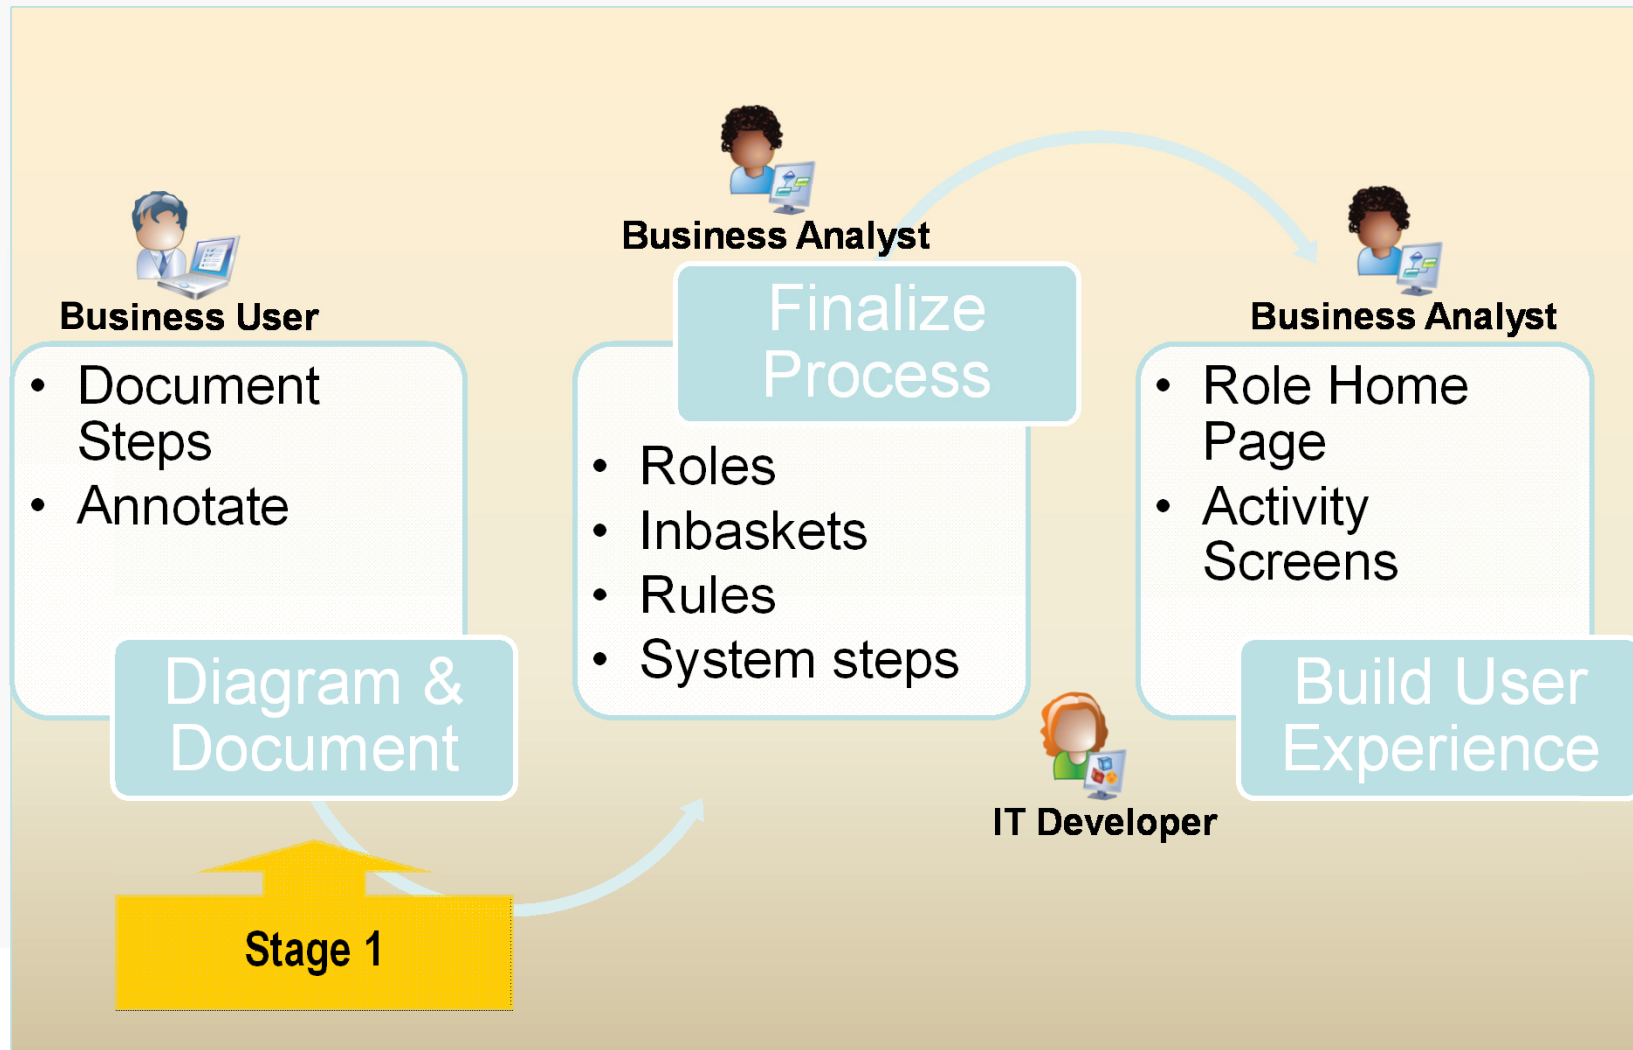 Business User
• Document
Steps
• Annotate
Diagram &
Document
Stage 1
Business Analyst
Finalize
Process
• Roles
• Inbaskets
• Rules
• System steps
IT Developer
Business Analyst
• Role Home
Page
• Activity
Screens
Build User
Experience